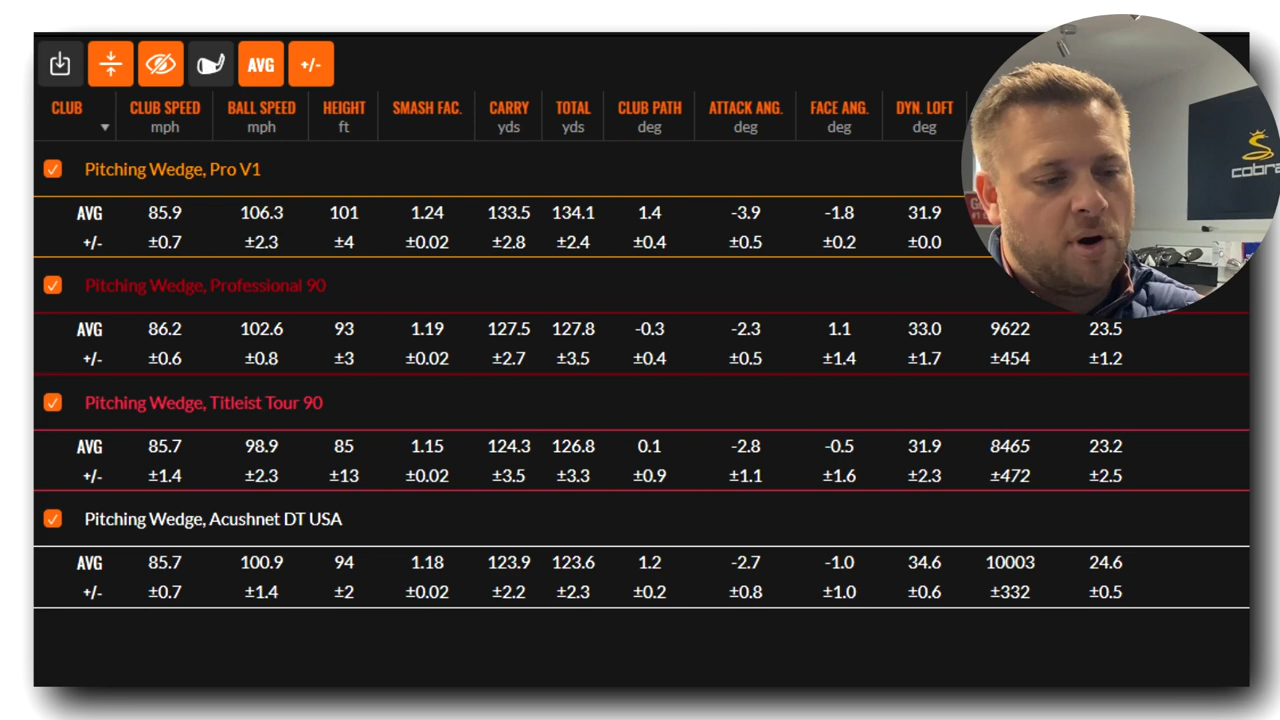 AVG +/-
CLUB CLUB SPEED BALL SPEED HEIGHT SMASH FAC. CARRY TOTAL CLUB PATH ATTACK ANG. FACE ANG. DYN. LOFT
mph mph ft yds yds deg deg deg deg
Pitching Wedge, Pro V1
AVG 85.9 106.3 101 1.24 133.5 134.1 1.4 -3.9 -1.8 31.9
+/- ±0.7 ±2.3 ±4 ±0.02 ±2.8 ±2.4 ±0.4 ±0.5 ±0.2 ±0.0
Pitching Wedge, Professional 90
AVG 86.2 102.6 93 1.19 127.5 127.8 -0.3 -2.3 1.1 33.0 9622 23.5
+/- ±0.6 ±0.8 ±3 ±0.02 ±2.7 ±3.5 ±0.4 ±0.5 ±1.4 ±1.7 ±454 ±1.2
Pitching Wedge, Titleist Tour 90
AVG 85.7 98.9 85 1.15 124.3 126.8 0.1 -2.8 -0.5 31.9 8465 23.2
+/- ±1.4 ±2.3 ±13 ±0.02 ±3.5 ±3.3 ±0.9 ±1.1 ±1.6 ±2.3 ±472 ±2.5
Pitching Wedge, Acushnet DT USA
AVG 85.7 100.9 94 1.18 123.9 123.6 1.2 -2.7 -1.0 34.6 10003 24.6
+/- ±0.7 ±1.4 ±2 ±0.02 ±2.2 ±2.3 ±0.2 ±0.8 ±1.0 ±0.6 ±332 ±0.5
cobra